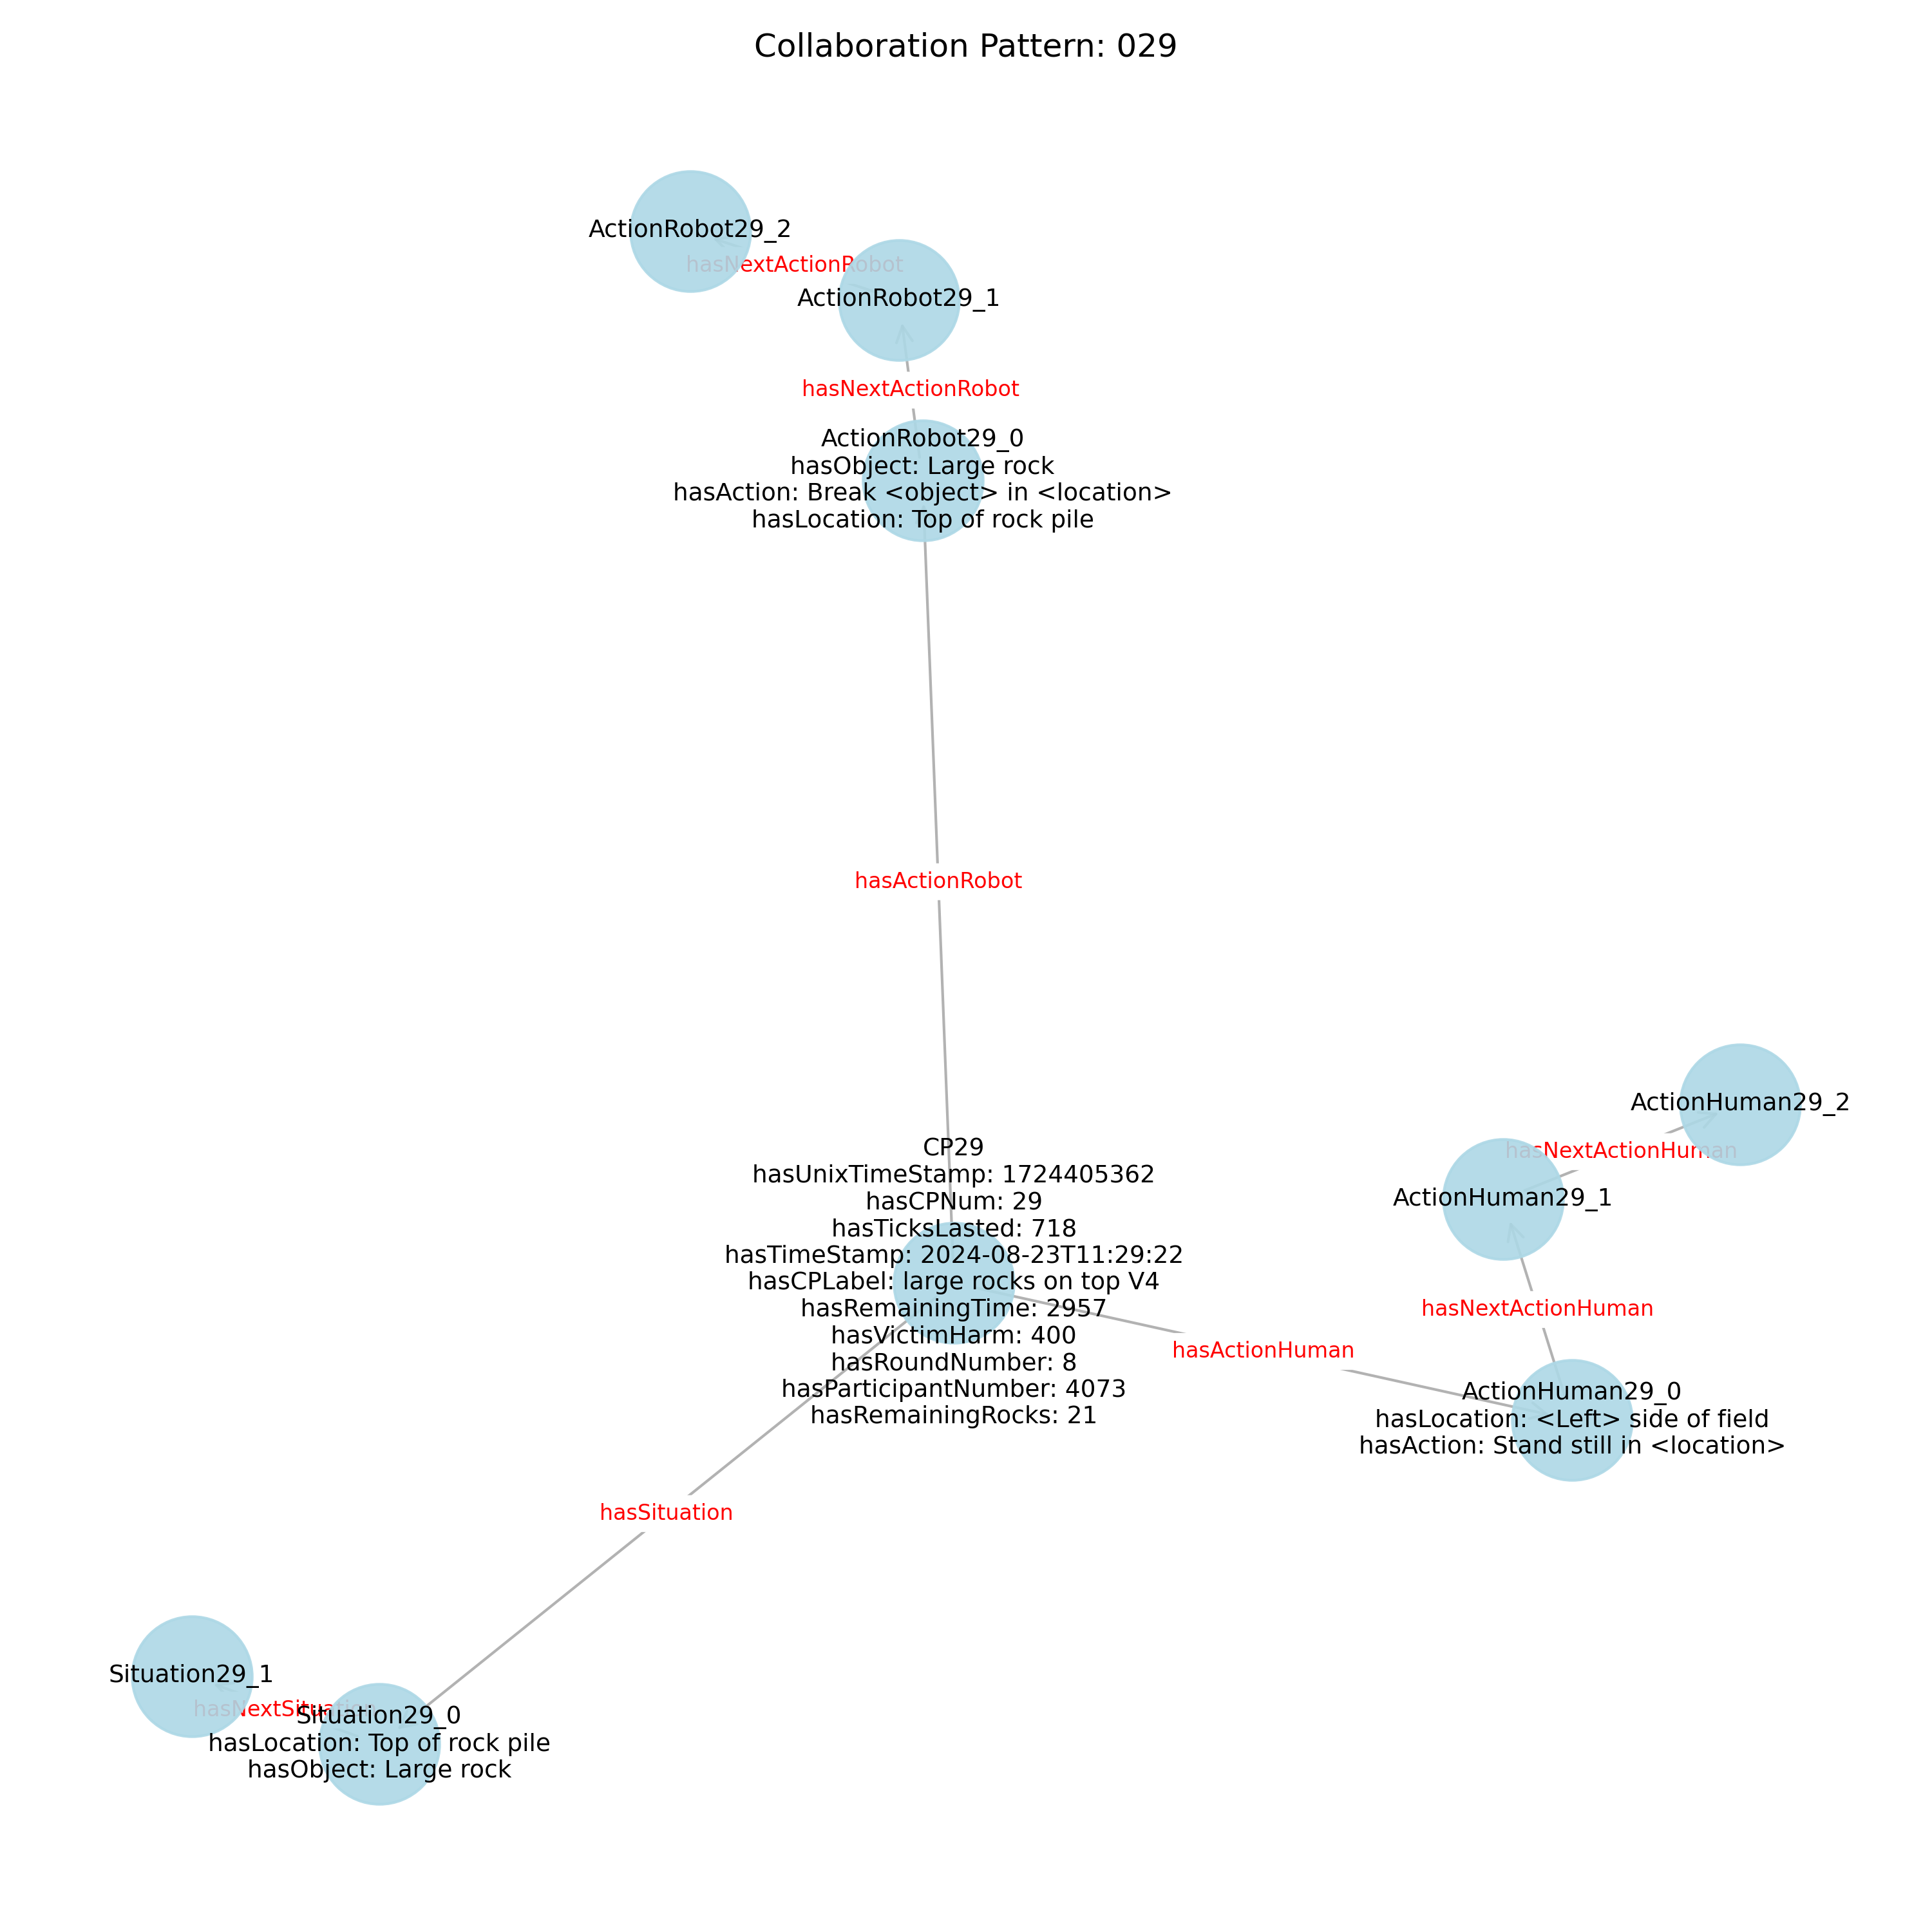 Collaboration Pattern: 029
ActionRobot29_2
hasNextActionRobot
ActionRobot29_1
hasNextActionRobot
ActionRobot29_0
hasObject: Large rock
hasAction: Break <object> in <location>
hasLocation: Top of rock pile
hasActionRobot
ActionHuman29_2
hasNextActionHuman
ActionHuman29_1
CP29
hasUnixTimeStamp: 1724405362
hasCPNum: 29
hasTicksLasted: 718
hasTimeStamp: 2024-08-23T11:29:22
hasCPLabel: large rocks on top V4
hasRemainingTime: 2957
hasVictimHarm: 400
hasRoundNumber: 8
hasParticipantNumber: 4073
hasRemainingRocks: 21
hasNextActionHuman
hasActionHuman
ActionHuman29_0
hasLocation: <Left> side of field
hasAction: Stand still in <location>
hasSituation
Situation29_1
hasNextSituation
Situation29_0
hasLocation: Top of rock pile
hasObject: Large rock